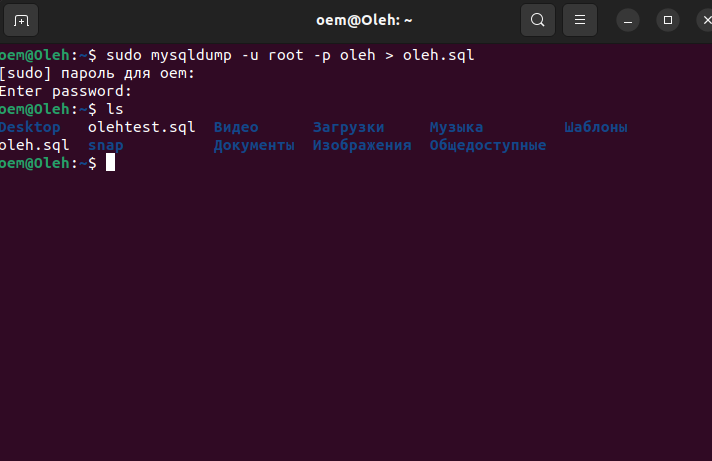 oem@Oleh: ~
oem@Oleh:~$ sudo mysqldump -u root -p oleh > oleh.sql
[sudo] пароль для oem:
Enter password:
oem@Oleh:~$ ls
Desktop olehtest.sql Видео Загрузки Музыка Шаблоны
oleh.sql snap Документы Изображения Общедоступные
oem@Oleh:~$